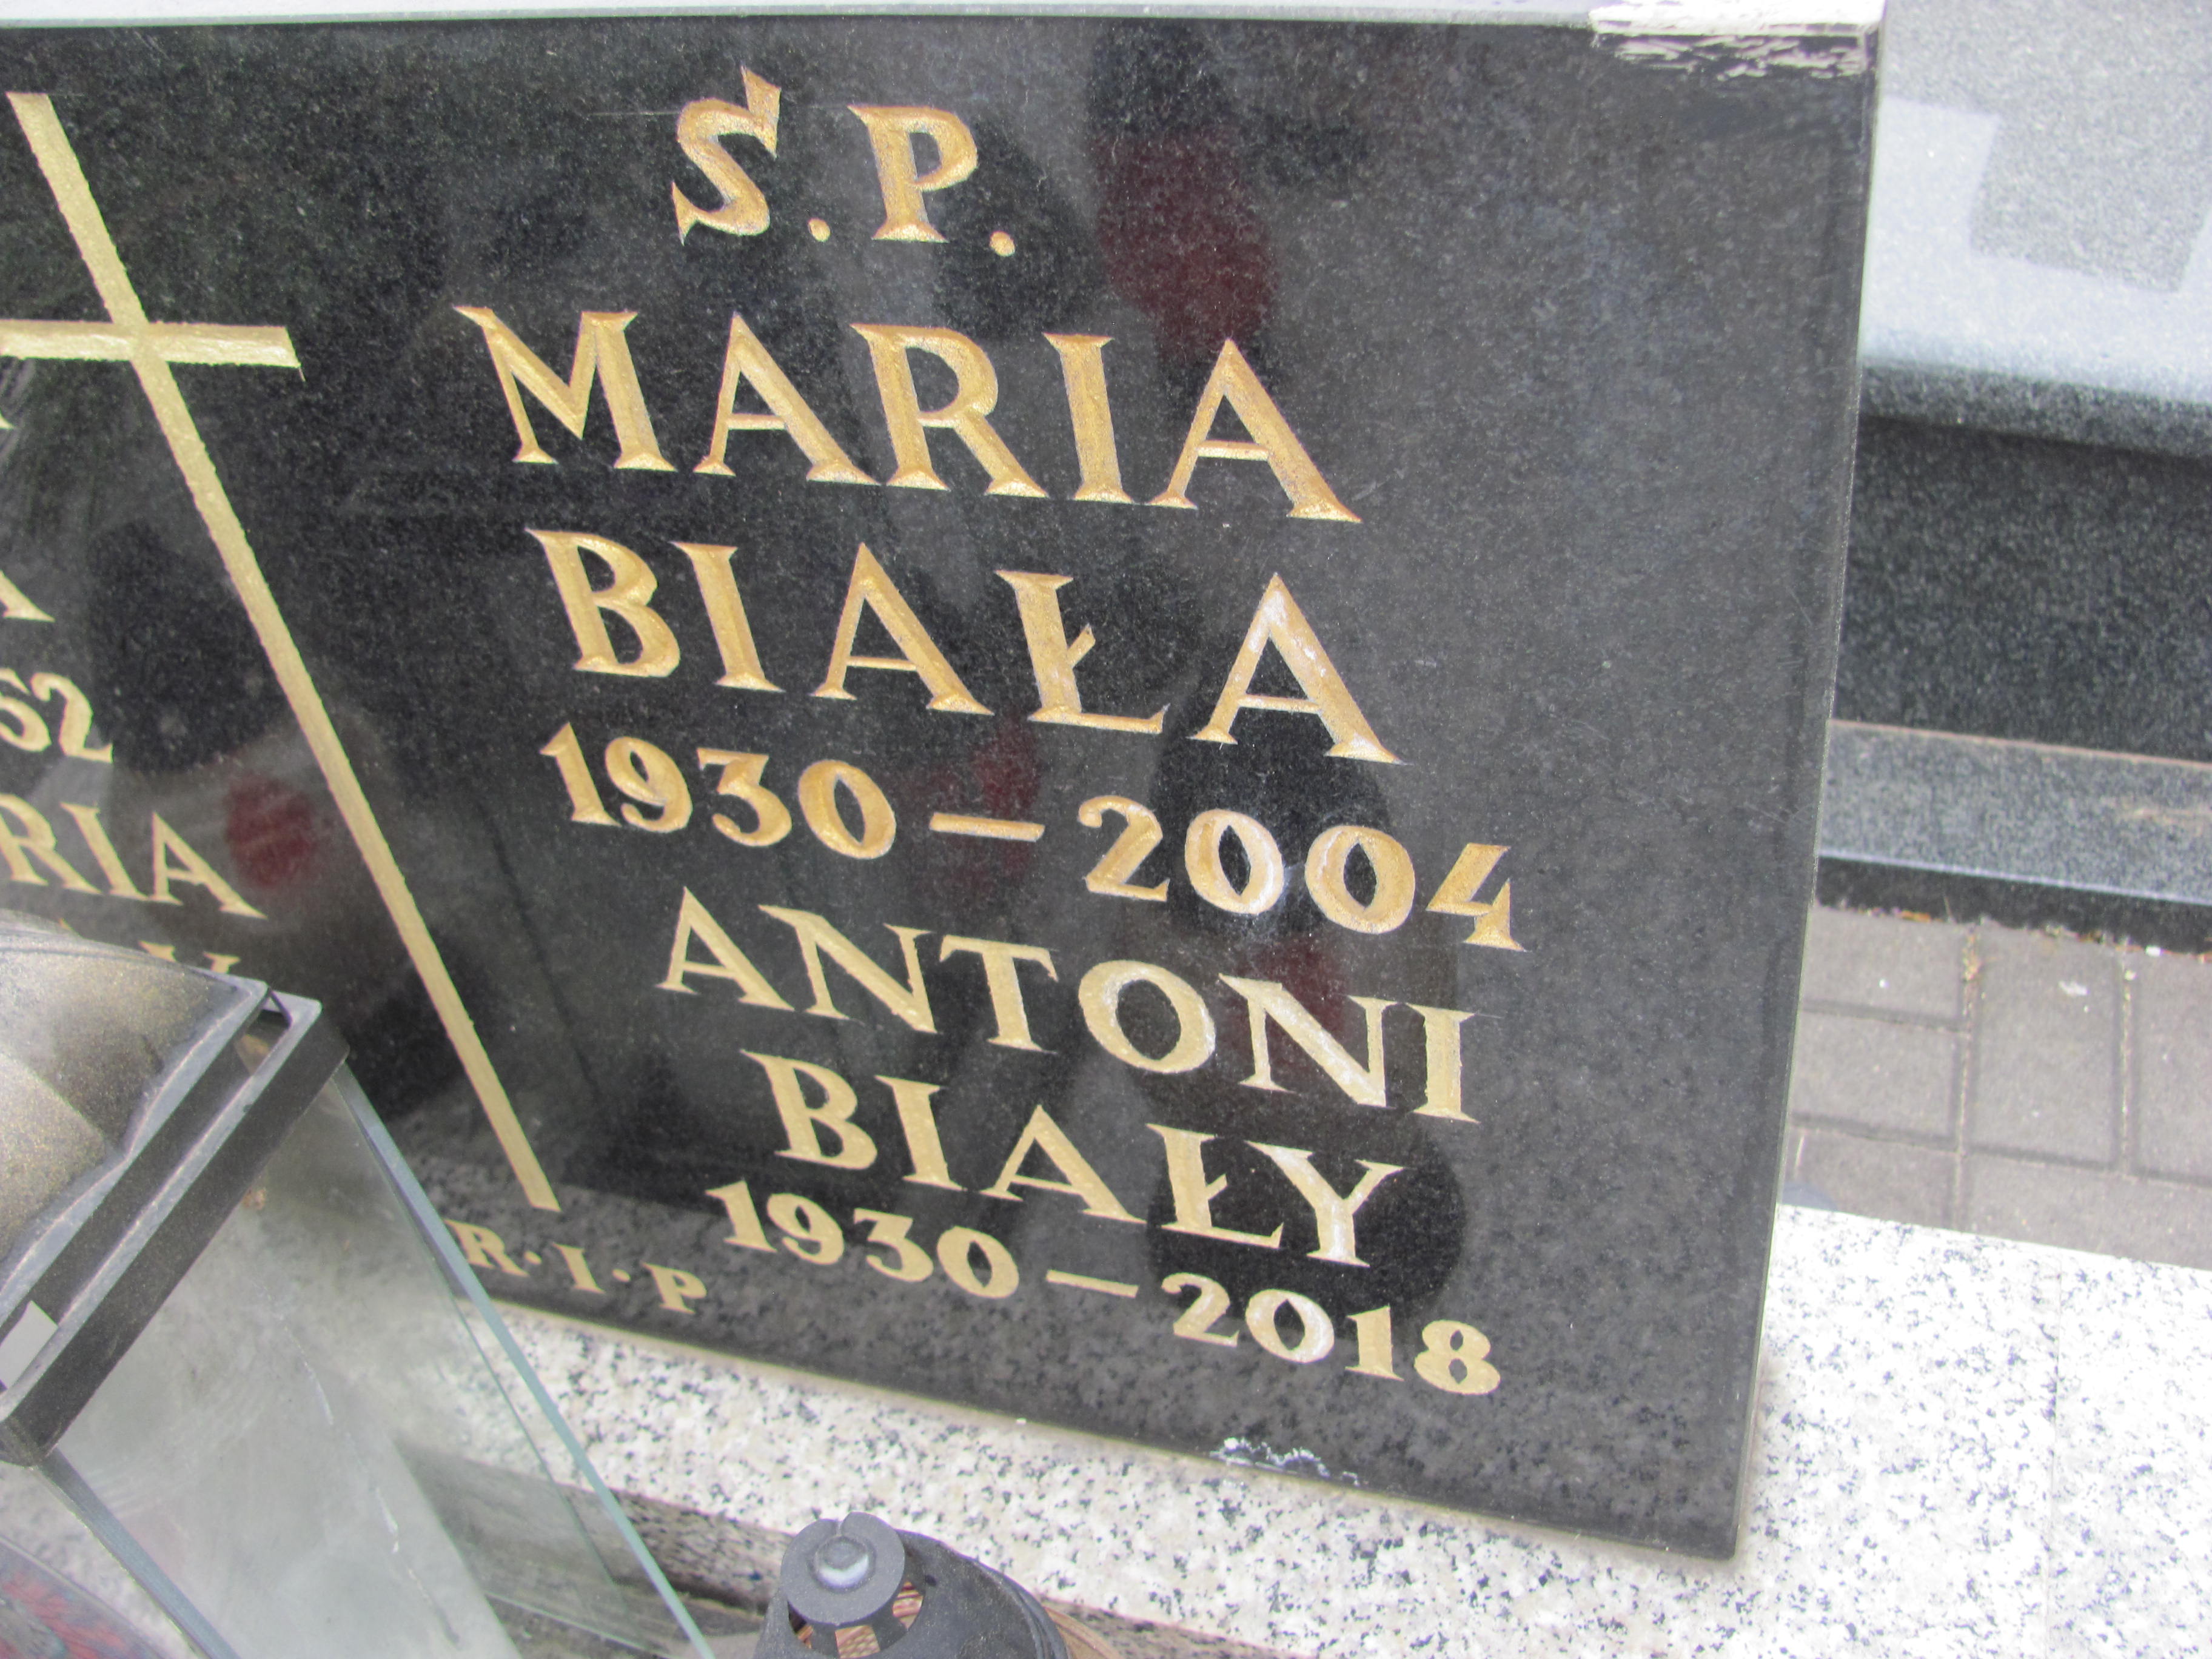 Ś.P.
MARIA
BIAŁA
1930 – 2004
ANTONI
BIAŁY
1930 – 2018
R·I·P